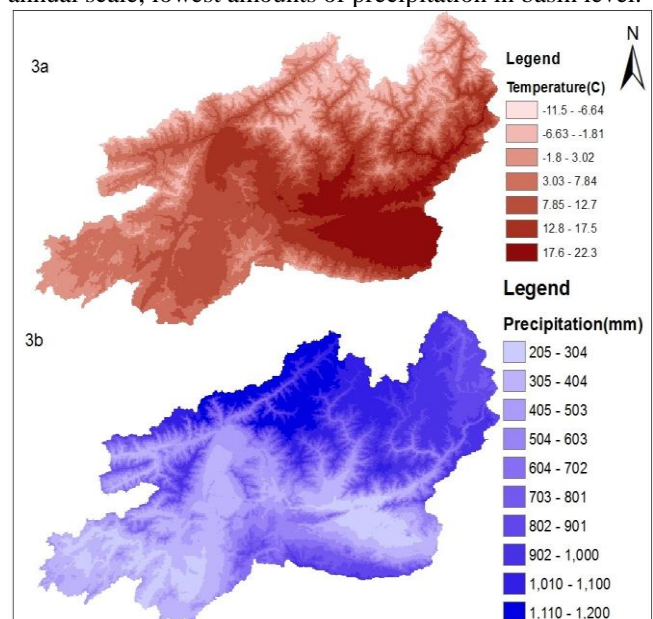 annual scale, lowest amounts of precipitation in basin level.
3a
N
Legend
Temperature(C)
-11.5 - -6.64
-6.63 - -1.81
-1.8 - 3.02
3.03 - 7.84
7.85 - 12.7
12.8 - 17.5
17.6 - 22.3
3b
Legend
Precipitation(mm)
205 - 304
305 - 404
405 - 503
504 - 603
604 - 702
703 - 801
802 - 901
902 - 1,000
1,010 - 1,100
1,110 - 1,200